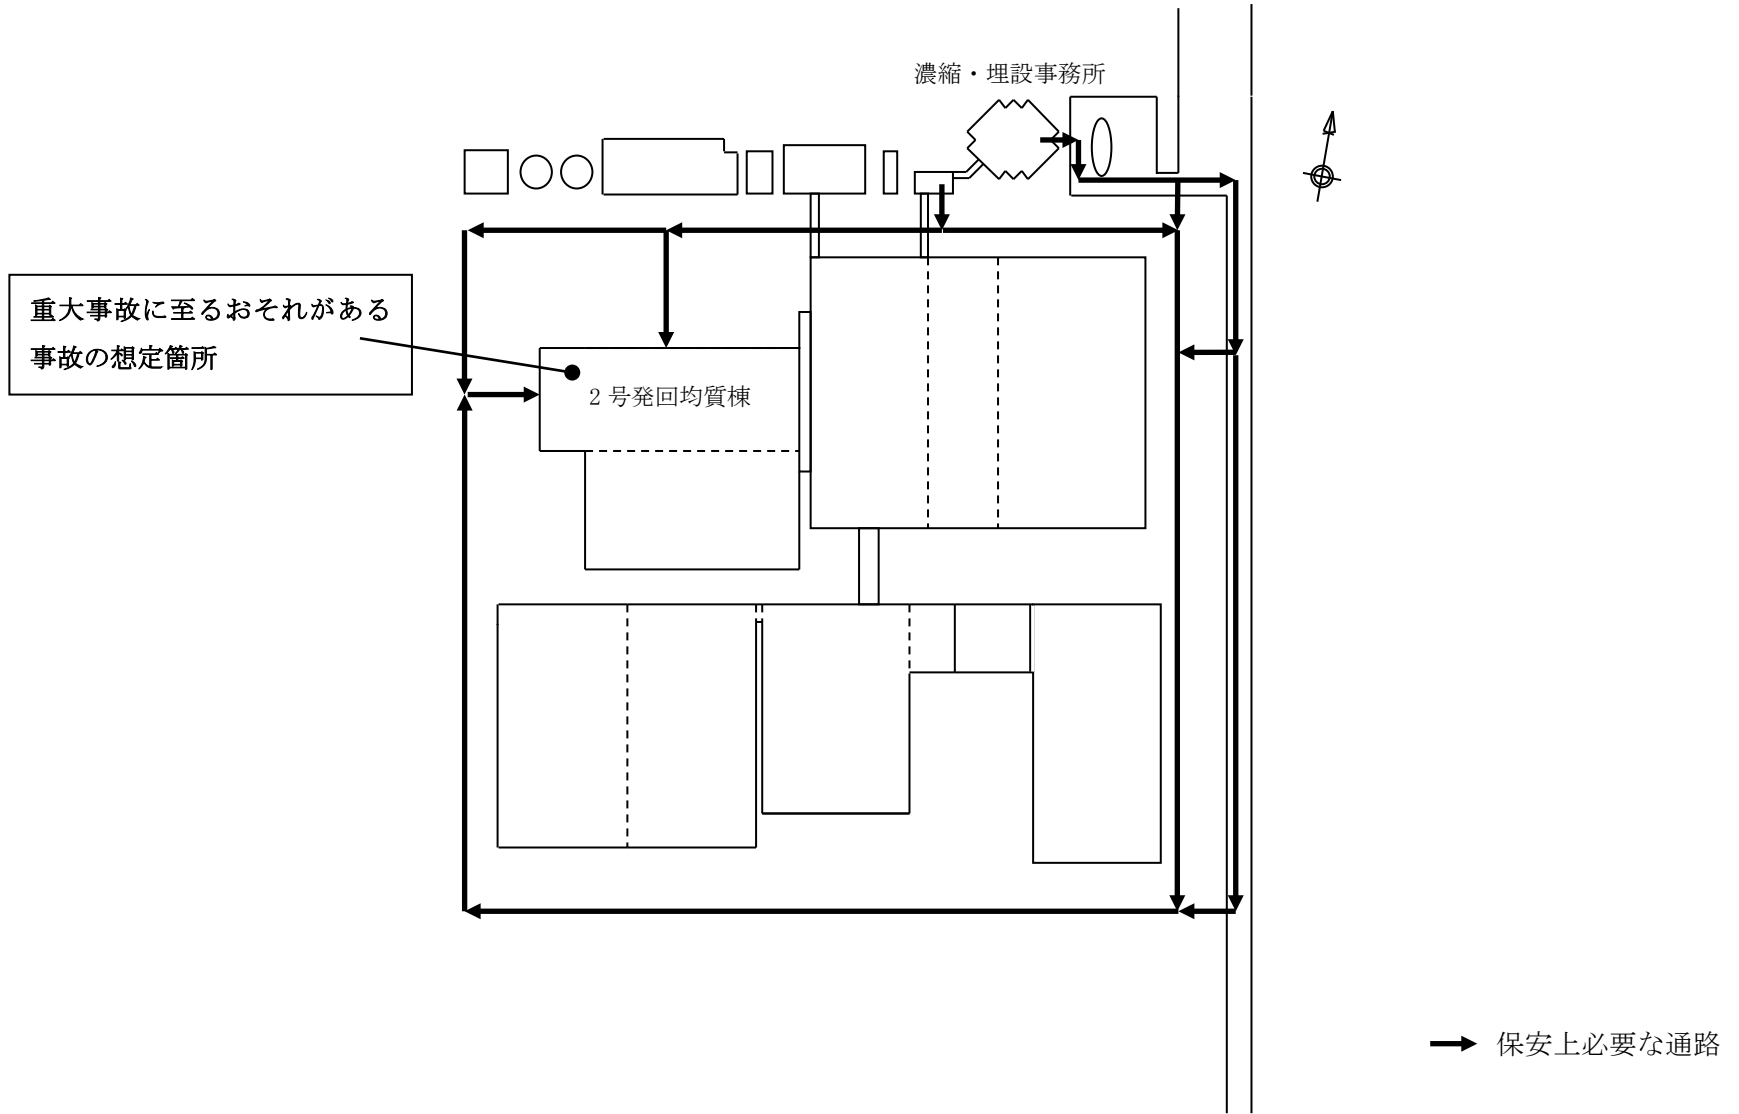 濃縮・埋設事務所
重大事故に至るおそれがある
事故の想定箇所
2号発回均質棟
保安上必要な通路